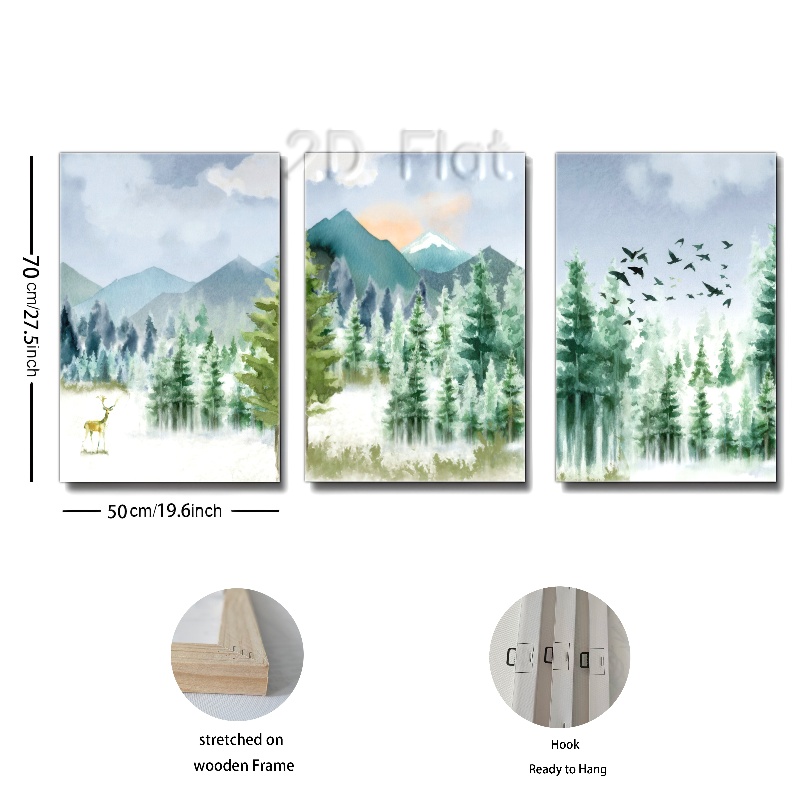 2D Flat
70 cm/27.5inch
50 cm/19.6inch
stretched on
wooden Frame
Hook
Ready to Hang